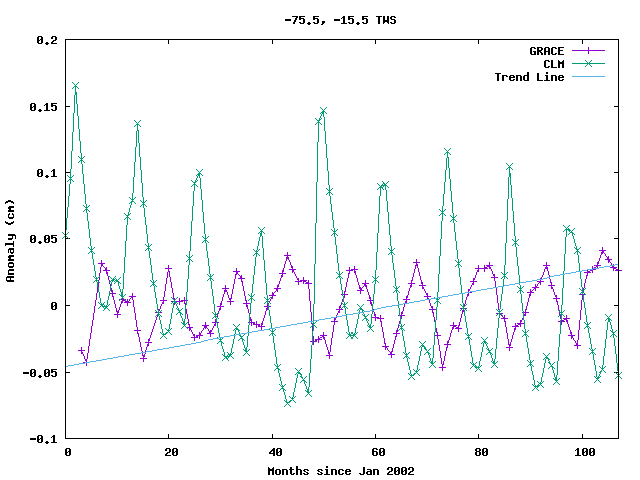 -75.5, -15.5 TWS
0.2
0.15
0.1
0.05
0
-0.05
-0.1
Anomaly (cm)
GRACE
CLM
Trend Line
0 20 40 60 80 100
Months since Jan 2002